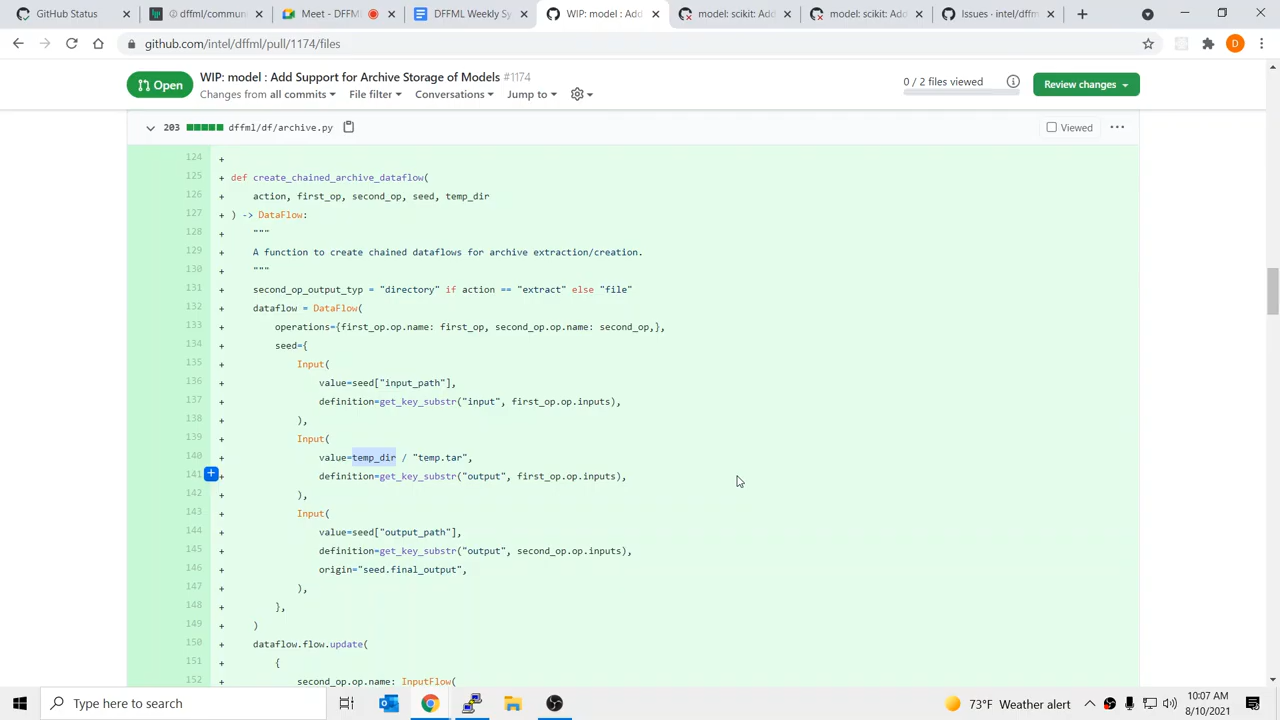 GitHub Status
@ dffml/commun
Meet - DFFML
DFFML Weekly Sy
WIP: model : Add
model: scikit: Add
model: scikit: Add
Issues - intel/dffm
github.com/intel/dffml/pull/1174/files
D
Open
WIP: model : Add Support for Archive Storage of Models #1174
Changes from all commits File filter Conversations Jump to
0 / 2 files viewed
Review changes
203 dffml/df/archive.py
Viewed
124 +
125 + def create_chained_archive_dataflow(
126 + action, first_op, second_op, seed, temp_dir
127 + ) -> DataFlow:
128 + """
129 + A function to create chained dataflows for archive extraction/creation.
130 + """
131 + second_op_output_typ = "directory" if action == "extract" else "file"
132 + dataflow = DataFlow(
133 + operations={first_op.op.name: first_op, second_op.op.name: second_op,},
134 + seed={
135 + Input(
136 + value=seed["input_path"],
137 + definition=get_key_substr("input", first_op.op.inputs),
138 + ),
139 + Input(
140 + value=temp_dir / "temp.tar",
141 + definition=get_key_substr("output", first_op.op.inputs),
142 + ),
143 + Input(
144 + value=seed["output_path"],
145 + definition=get_key_substr("output", second_op.op.inputs),
146 + origin="seed.final_output",
147 + ),
148 + },
149 + )
150 + dataflow.flow.update(
151 + {
152 + second_op.op.name: InputFlow(
Type here to search
73°F Weather alert
10:07 AM
8/10/2021